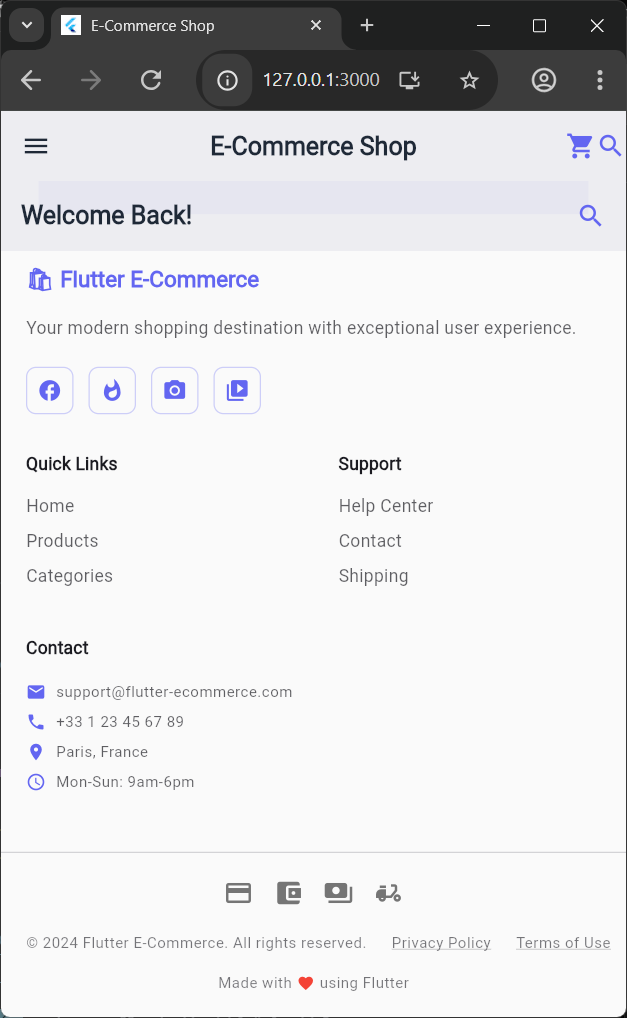 E-Commerce Shop
127.0.0.1:3000
E-Commerce Shop
Welcome Back!
Flutter E-Commerce
Your modern shopping destination with exceptional user experience.
Quick Links
Support
Home
Help Center
Products
Contact
Categories
Shipping
Contact
support@flutter-ecommerce.com
+33 1 23 45 67 89
Paris, France
Mon-Sun: 9am-6pm
© 2024 Flutter E-Commerce. All rights reserved. Privacy Policy Terms of Use
Made with ❤️ using Flutter